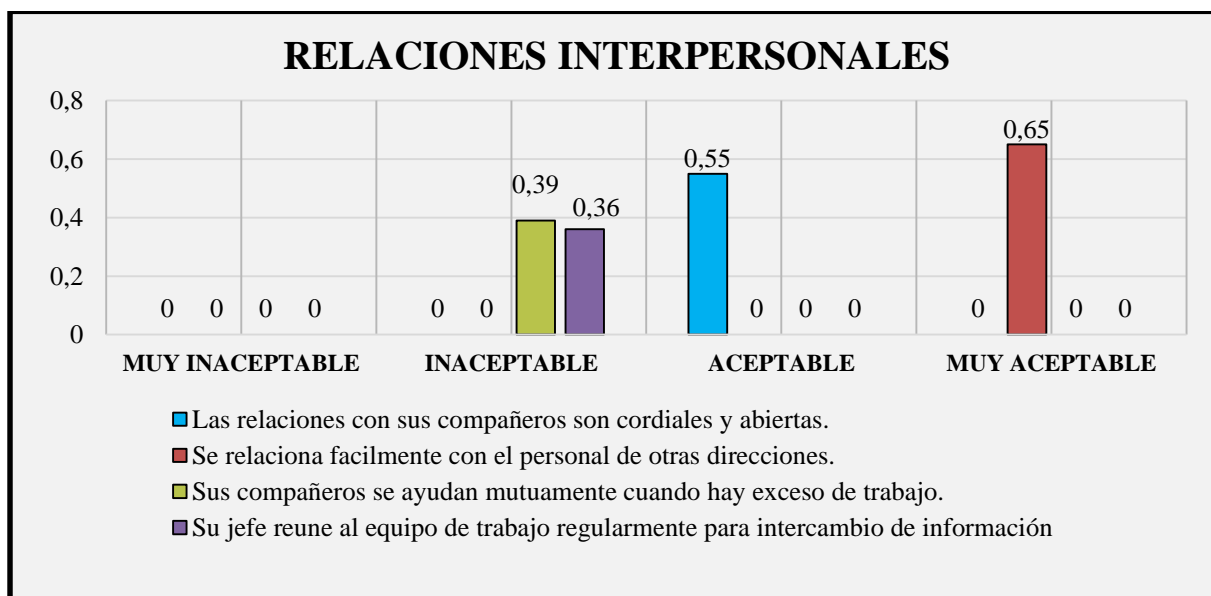 RELACIONES INTERPERSONALES
0,8
0,6
0,4
0,2
0
0 0 0 0
0 0 0,39 0,36
0,55 0 0 0
0 0,65 0 0
MUY INACEPTABLE INACEPTABLE ACEPTABLE MUY ACEPTABLE
Las relaciones con sus compañeros son cordiales y abiertas.
Se relaciona facilmente con el personal de otras direcciones.
Sus compañeros se ayudan mutuamente cuando hay exceso de trabajo.
Su jefe reune al equipo de trabajo regularmente para intercambio de información